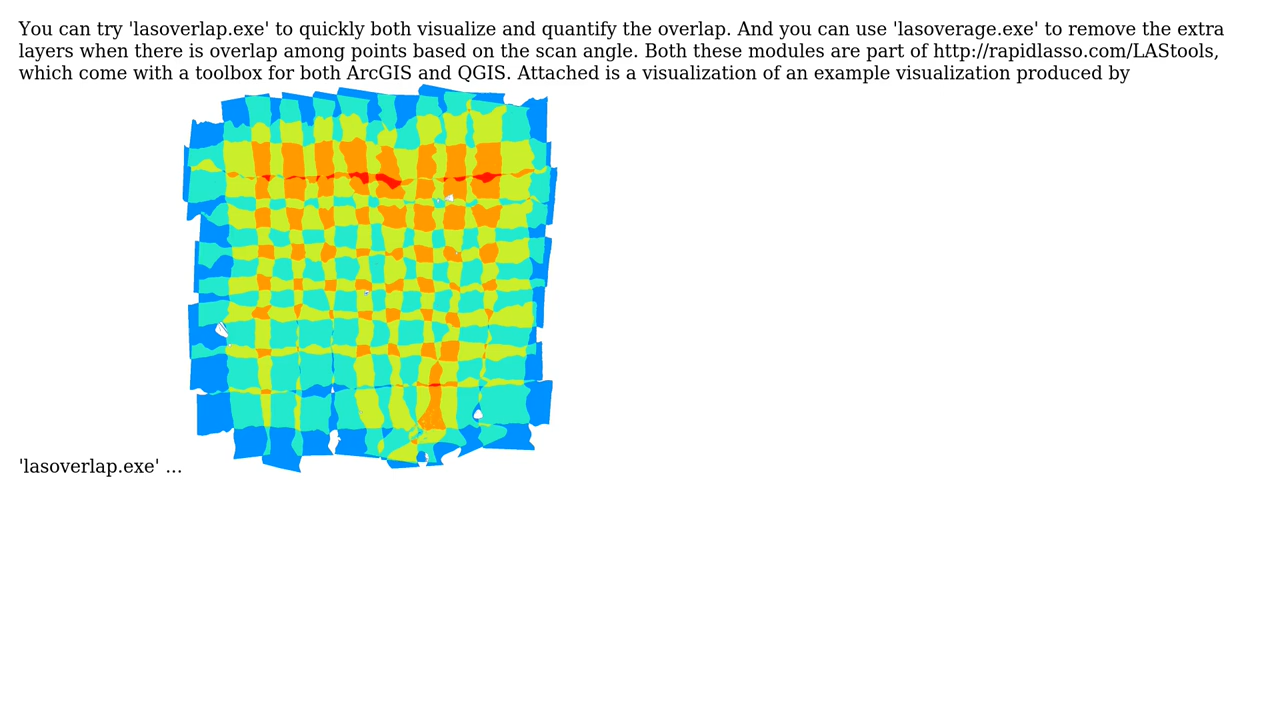 You can try 'lasoverlap.exe' to quickly both visualize and quantify the overlap. And you can use 'lasoverage.exe' to remove the extra
layers when there is overlap among points based on the scan angle. Both these modules are part of http://rapidlasso.com/LAStools,
which come with a toolbox for both ArcGIS and QGIS. Attached is a visualization of an example visualization produced by
'lasoverlap.exe' ...